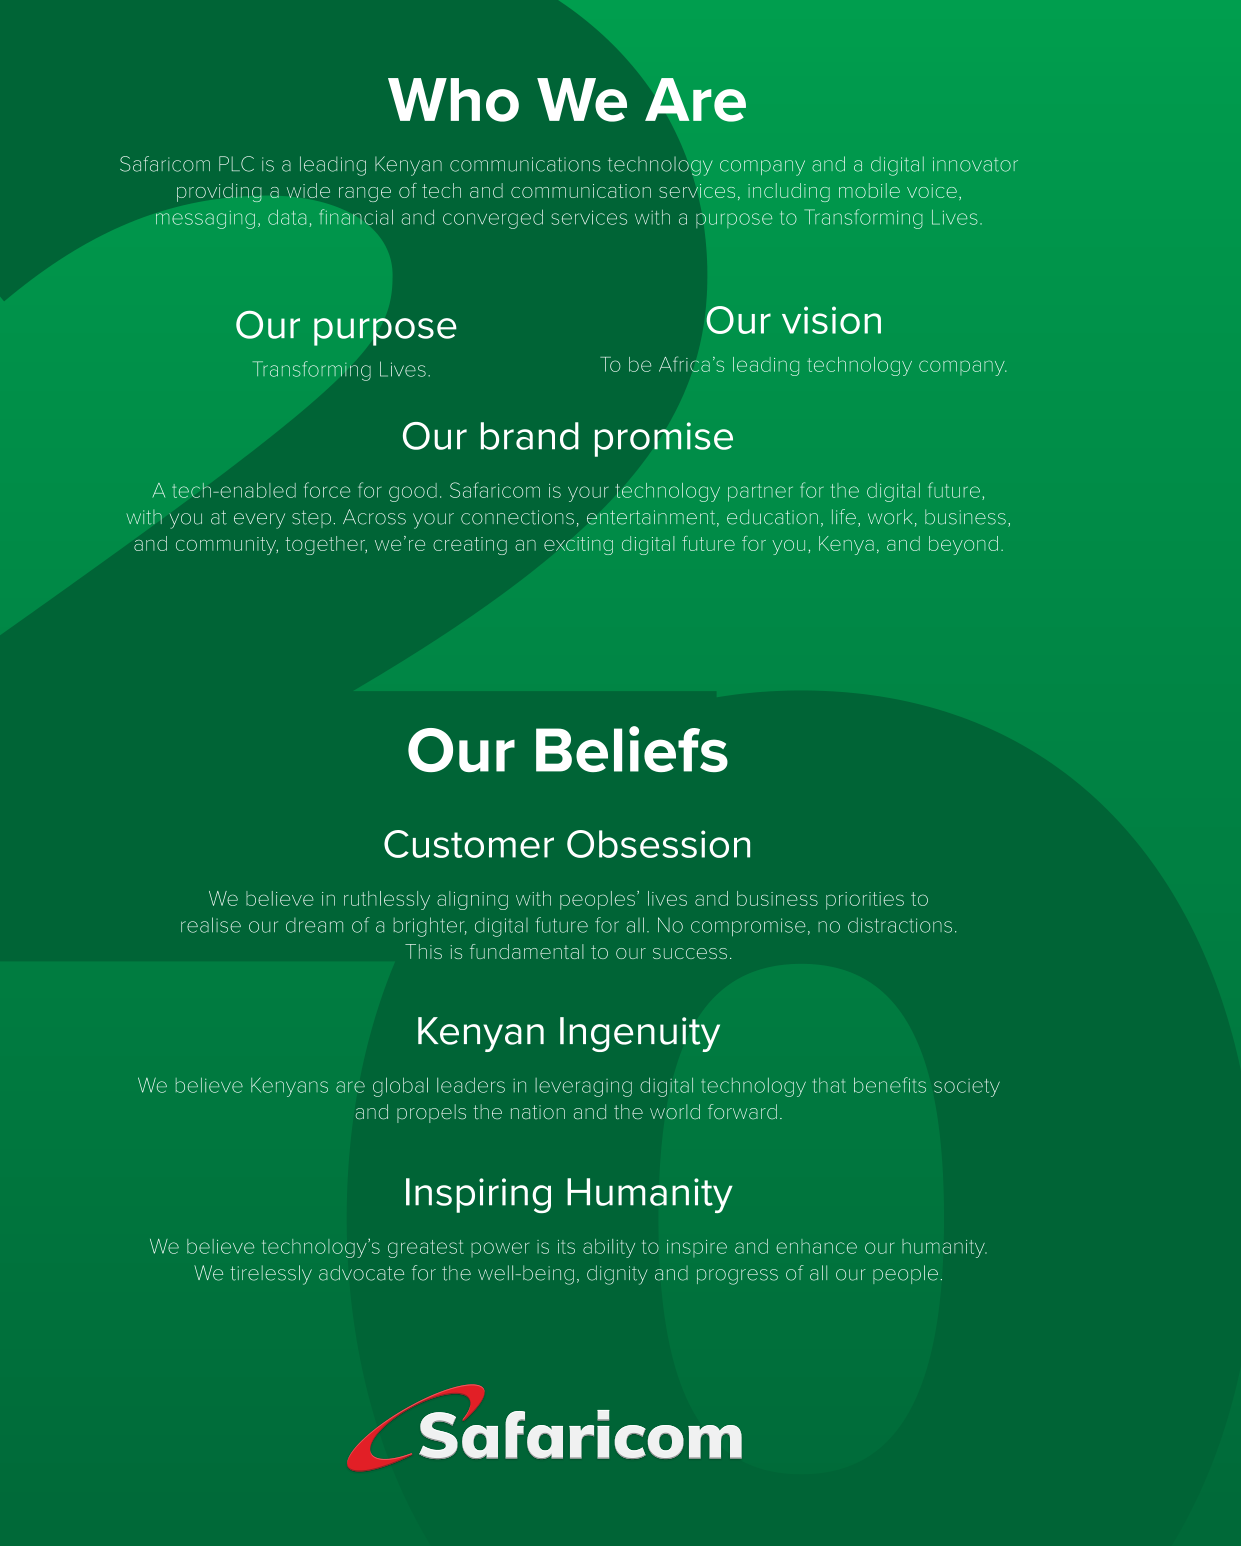 Who We Are
Safaricom PLC is a leading Kenyan communications technology company and a digital innovator
providing a wide range of tech and communication services, including mobile voice,
messaging, data, financial and converged services with a purpose to Transforming Lives.
Our purpose
Transforming Lives.
Our vision
To be Africa’s leading technology company.
Our brand promise
A tech-enabled force for good. Safaricom is your technology partner for the digital future,
with you at every step. Across your connections, entertainment, education, life, work, business,
and community, together, we’re creating an exciting digital future for you, Kenya, and beyond.
Our Beliefs
Customer Obsession
We believe in ruthlessly aligning with peoples’ lives and business priorities to
realise our dream of a brighter, digital future for all. No compromise, no distractions.
This is fundamental to our success.
Kenyan Ingenuity
We believe Kenyans are global leaders in leveraging digital technology that benefits society
and propels the nation and the world forward.
Inspiring Humanity
We believe technology’s greatest power is its ability to inspire and enhance our humanity.
We tirelessly advocate for the well-being, dignity and progress of all our people.
Safaricom